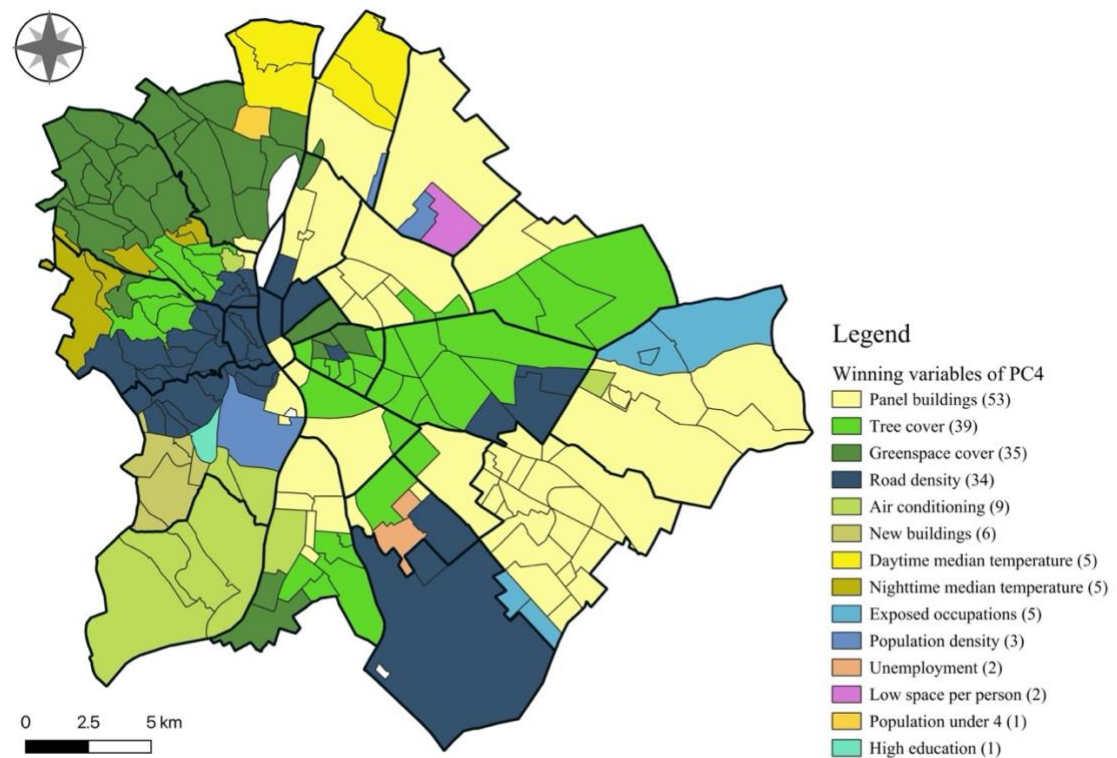 Legend
Winning variables of PC4
Panel buildings (53)
Tree cover (39)
Greenspace cover (35)
Road density (34)
Air conditioning (9)
New buildings (6)
Daytime median temperature (5)
Nighttime median temperature (5)
Exposed occupations (5)
Population density (3)
Unemployment (2)
Low space per person (2)
Population under 4 (1)
High education (1)
0 2.5 5 km